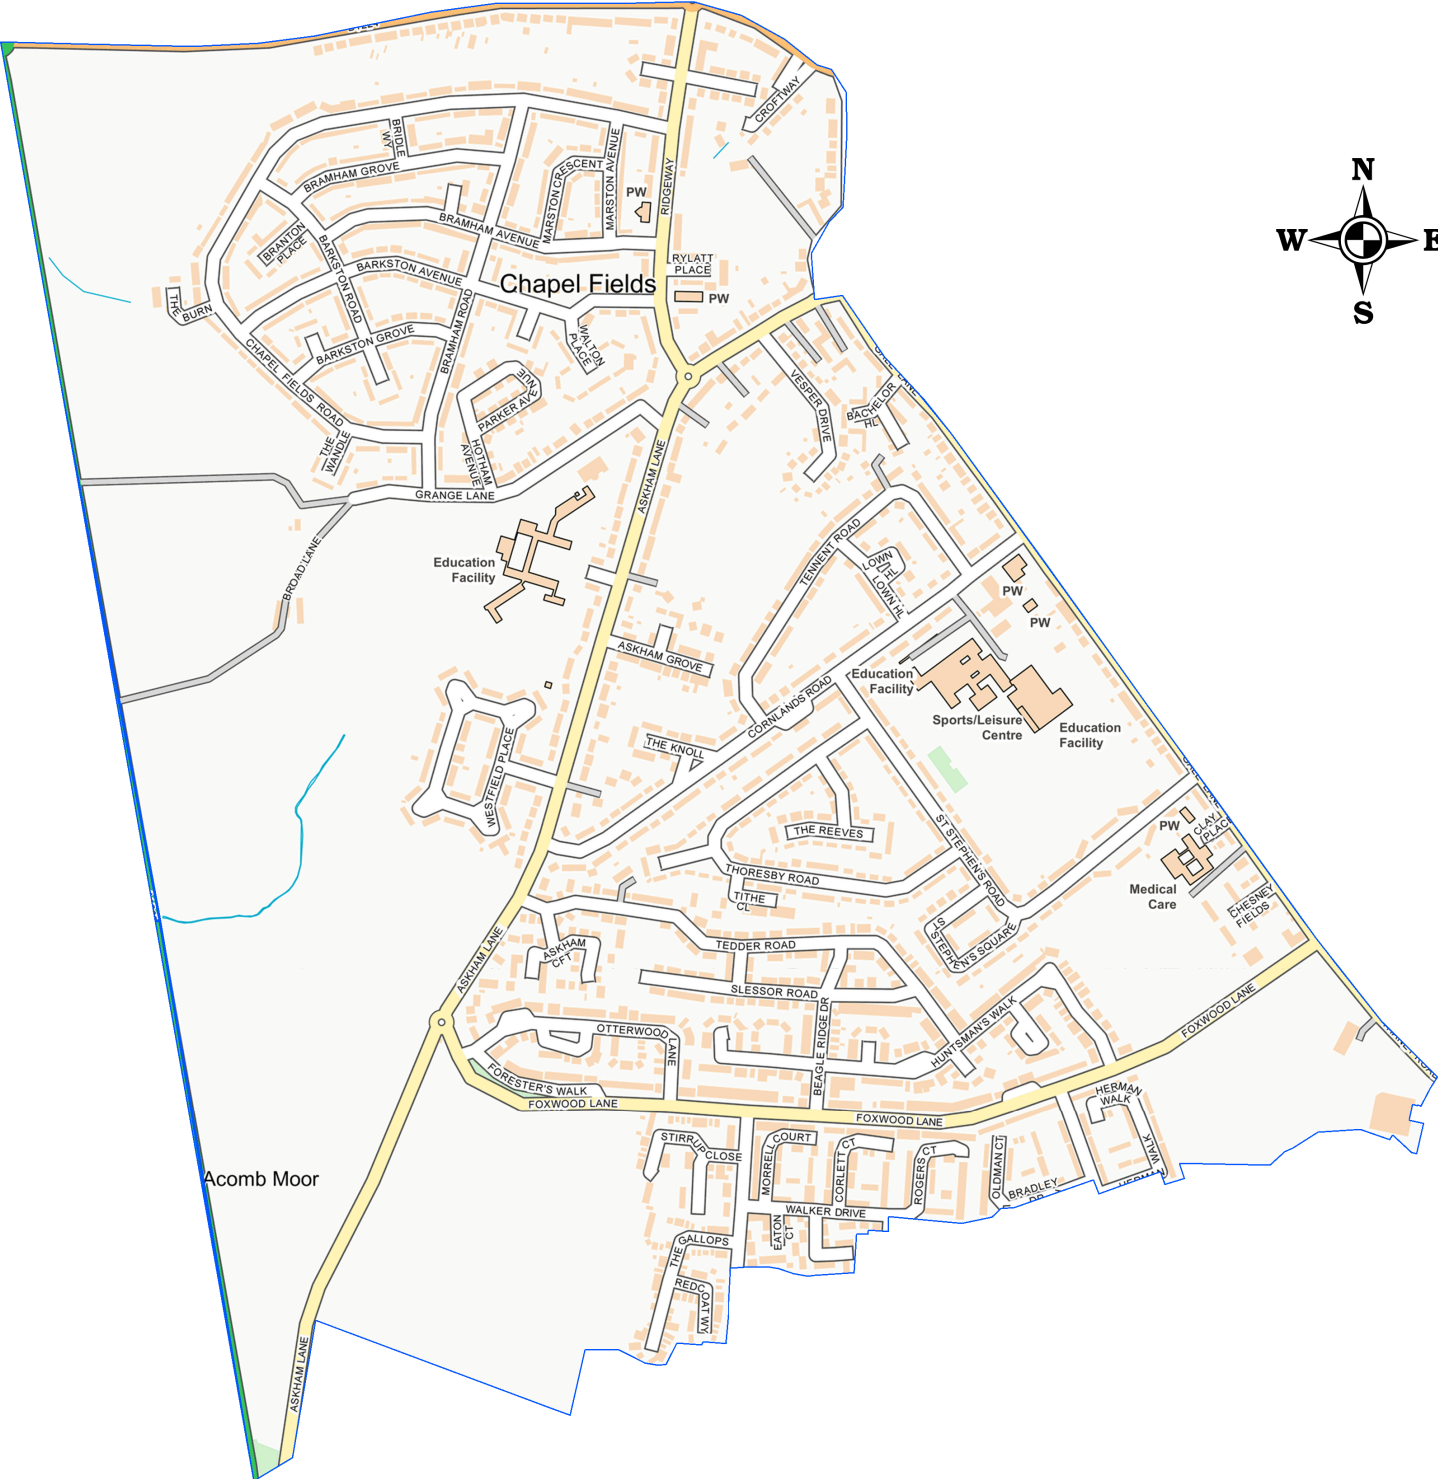 N
W
E
S
CROFTWAY
BRIDLE
WY
BRAMHAM GROVE
MARSTON CRESCENT
MARSTON AVENUE
PW
RIDGEWAY
BRANTON
PLACE
BRAMHAM AVENUE
BARKSTON ROAD
BARKSTON AVENUE
RYLATT
PLACE
Chapel Fields
PW
THE
BURN
BRAMHAM ROAD
BARKSTON GROVE
WALTON
PLACE
CHAPEL FIELDS ROAD
GALE LANE
VESPER DRIVE
BACHELOR
HL
PARKER AVENUE
THE
WANDLE
HOTHAM
AVENUE
GRANGE LANE
ASKHAM LANE
BROAD LANE
Education
Facility
TENNENT ROAD
LOWN
HL
LOWN HL
PW
PW
ASKHAM GROVE
Education
Facility
CORNLANDS ROAD
Sports/Leisure
Centre
Education
Facility
THE KNOLL
WESTFIELD PLACE
GALE LANE
THE REEVES
ST STEPHEN'S ROAD
PW
CLAY
PLACE
THORESBY ROAD
TITHE
CL
Medical
Care
CHESNEY
FIELDS
ST
STEPHEN'S SQUARE
ASKHAM LANE
ASKHAM
CFT
TEDDER ROAD
SLESSOR ROAD
HUNTSMAN'S WALK
FOXWOOD LANE
OTTERWOOD
LANE
BEAGLE RIDGE DR
FORESTER'S WALK
FOXWOOD LANE
FOXWOOD LANE
HERMAN
WALK
STIRRUP CLOSE
MORRELL
COURT
CORLETT CT
ROGERS CT
OLDMAN CT
WALK
HERMAN
BRADLEY
DR
Acomb Moor
WALKER DRIVE
EATON
CT
THE GALLOPS
REDCOAT WY
ASKHAM LANE